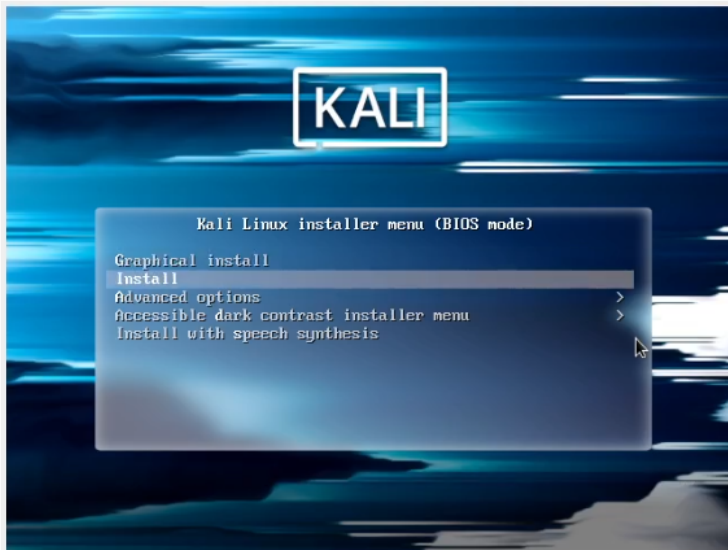 KALI
Kali Linux installer menu (BIOS mode)
Graphical install
Install
Advanced options >
Accessible dark contrast installer menu >
Install with speech synthesis